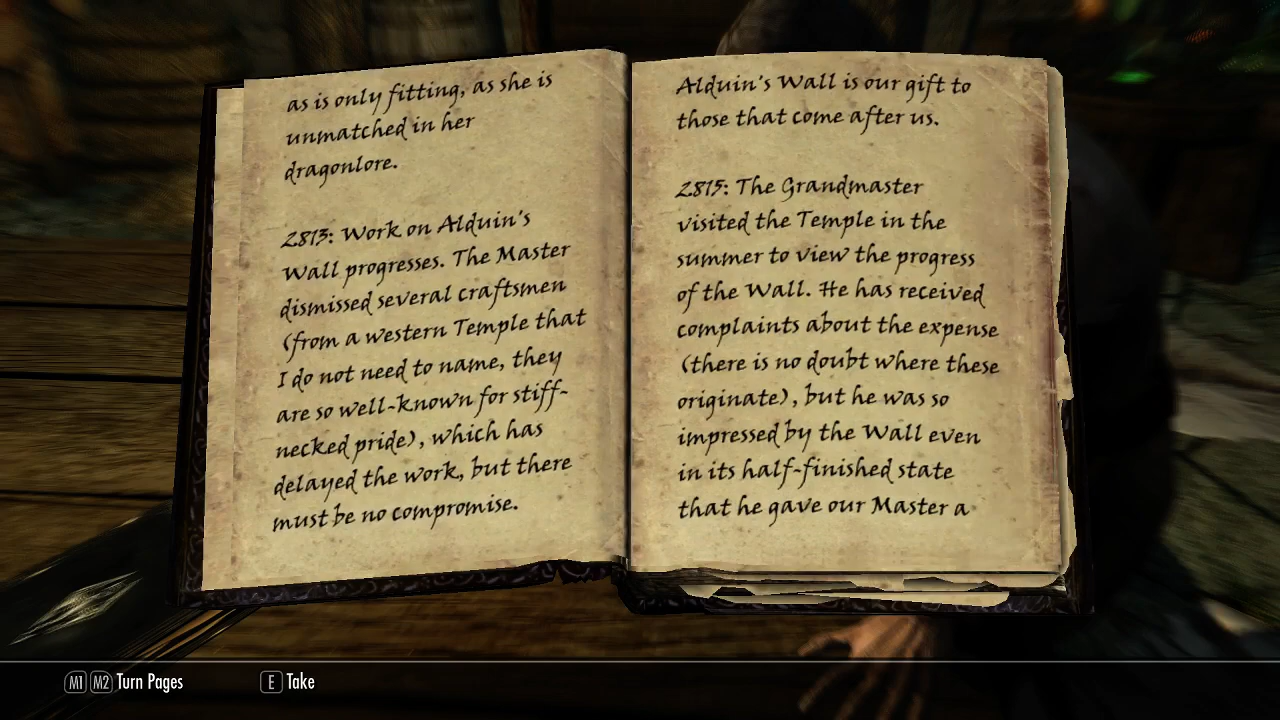 as is only fitting, as she is
unmatched in her
dragonlore.
2813: Work on Alduin's
Wall progresses. The Master
dismissed several craftsmen
(from a western Temple that
I do not need to name, they
are so well-known for stiff-
necked pride), which has
delayed the work, but there
must be no compromise.
Alduin's Wall is our gift to
those that come after us.
2815: The Grandmaster
visited the Temple in the
summer to view the progress
of the Wall. He has received
complaints about the expense
(there is no doubt where these
originate), but he was so
impressed by the Wall even
in its half-finished state
that he gave our Master a
M1 M2 Turn Pages
E Take